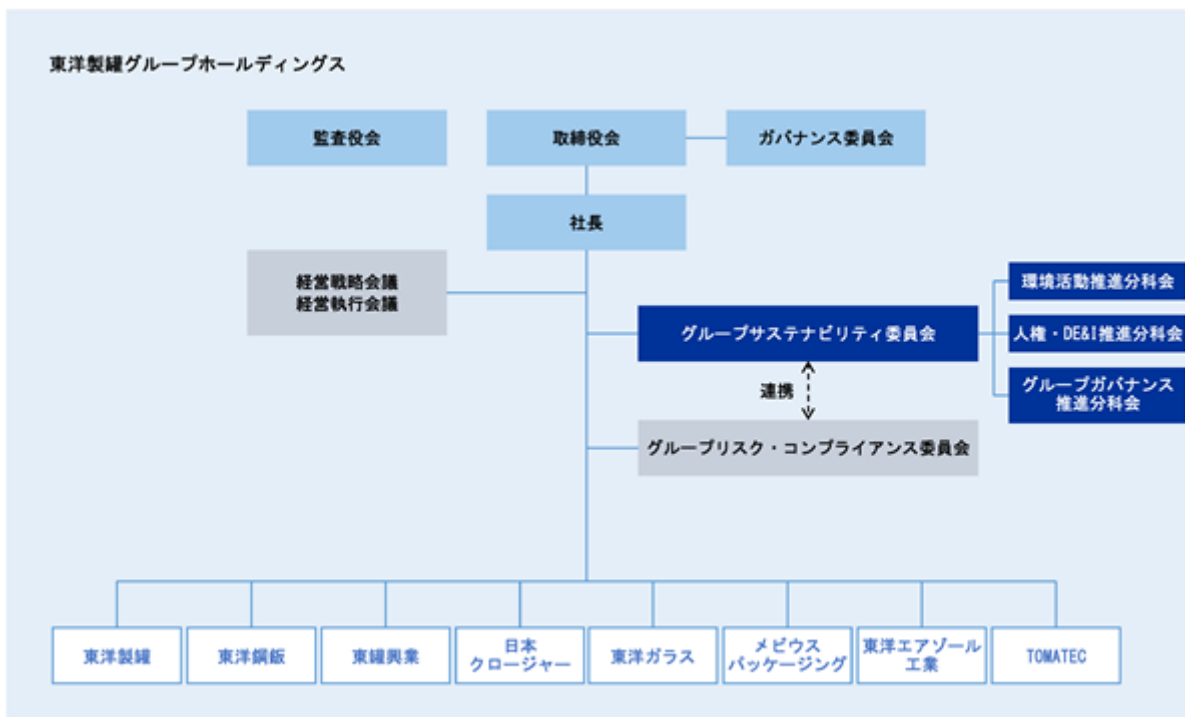 東洋製罐グループホールディングス
監査役会
取締役会
ガバナンス委員会
社長
経営戦略会議
経営執行会議
環境活動推進分科会
グループサステナビリティ委員会
人権・DE&I推進分科会
連携
グループガバナンス
推進分科会
グループリスク・コンプライアンス委員会
東洋製罐
東洋鋼鈑
東罐興業
日本
クロージャー
東洋ガラス
メビウス
パッケージング
東洋エアゾール
工業
TOMATEC